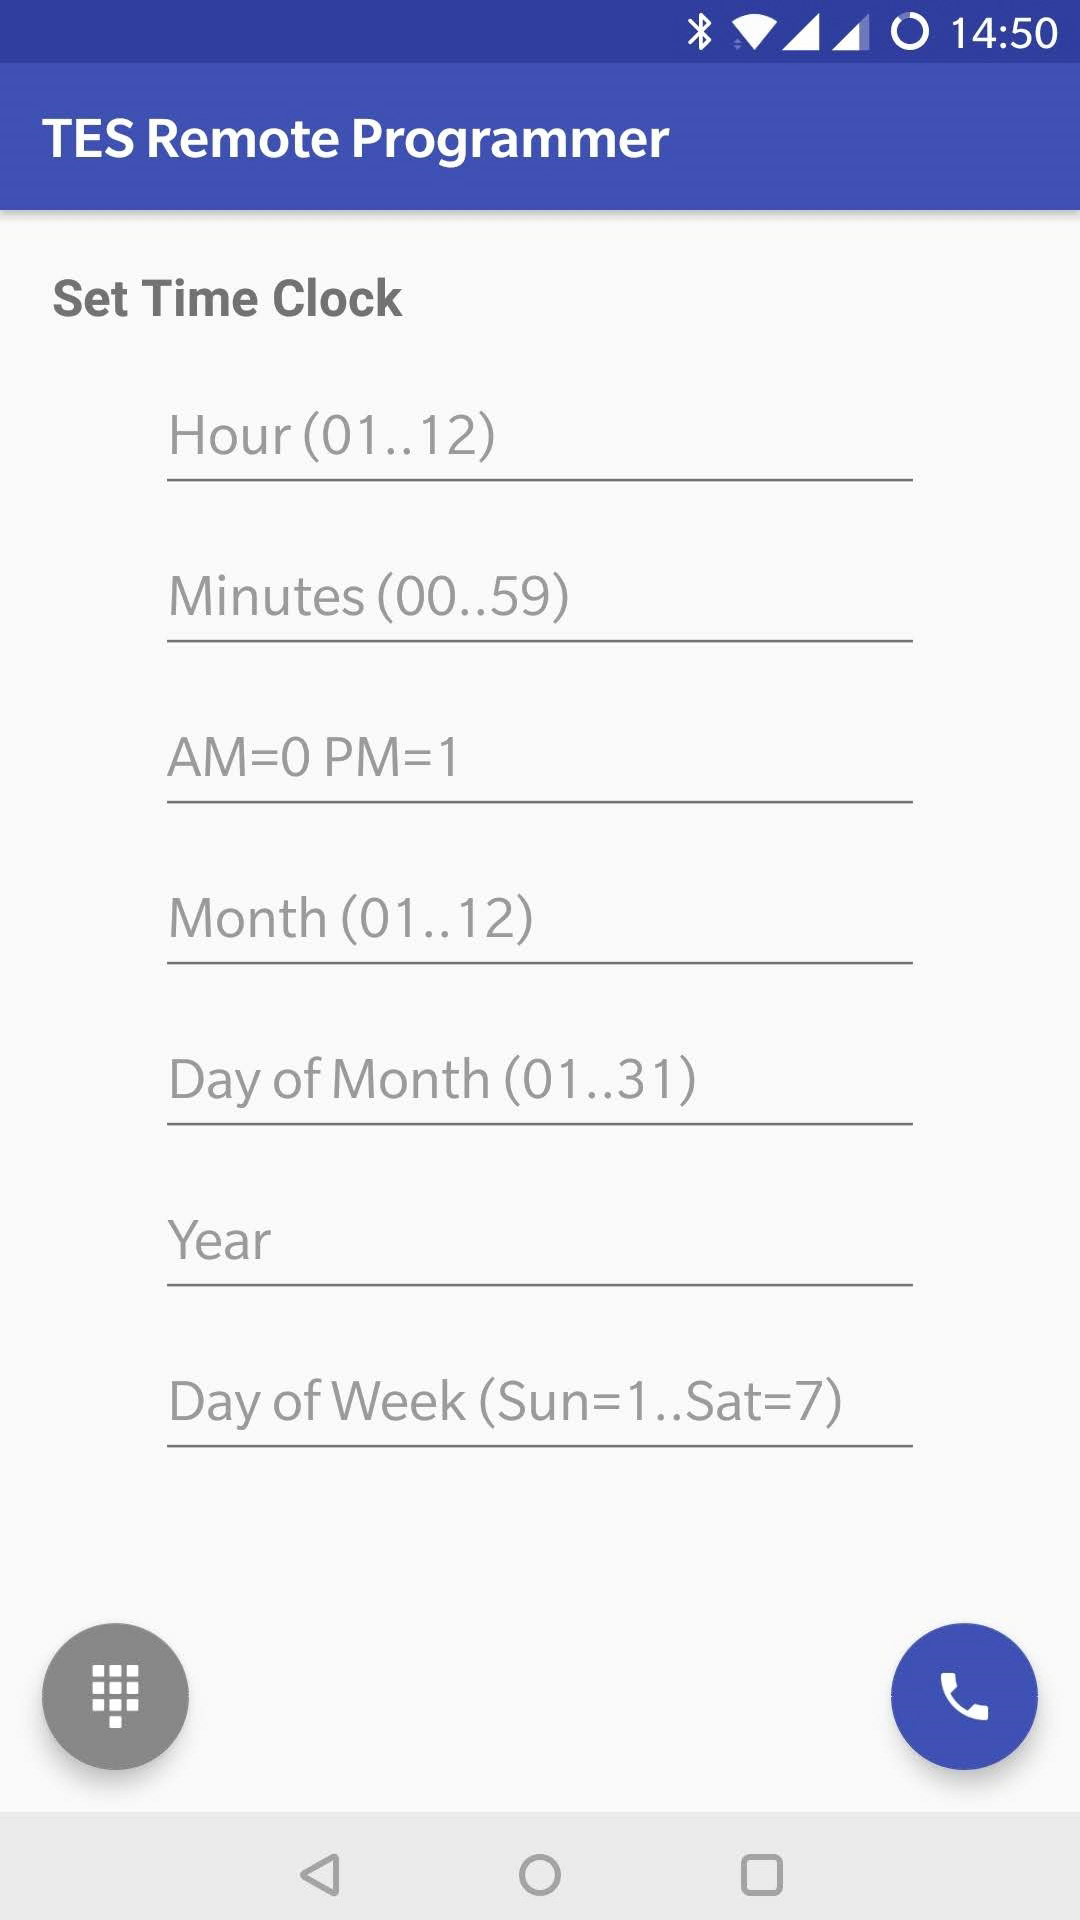 14:50
TES Remote Programmer
Set Time Clock
Hour (01..12)
Minutes (00..59)
AM=0 PM=1
Month (01..12)
Day of Month (01..31)
Year
Day of Week (Sun=1..Sat=7)